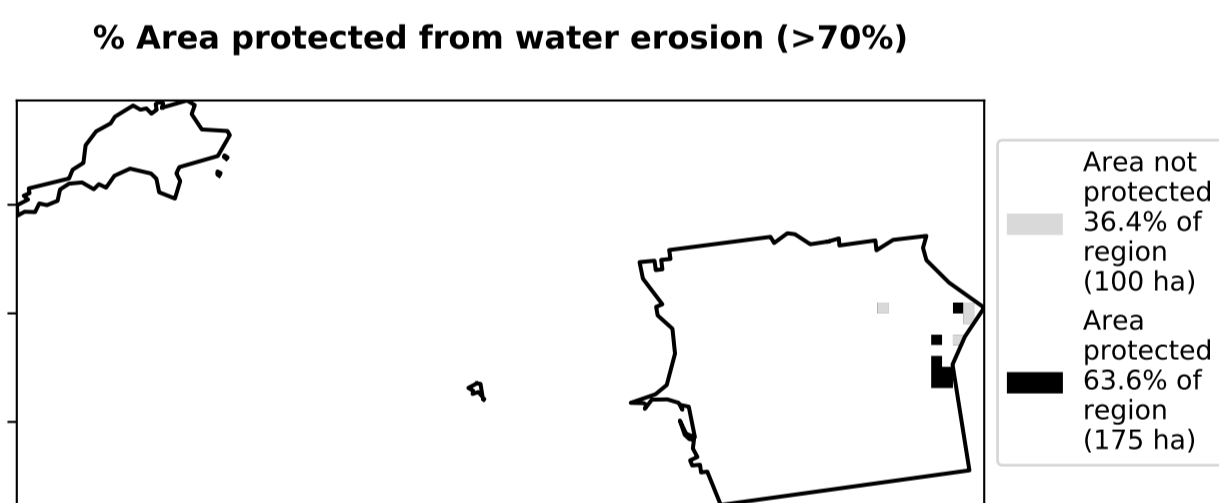 % Area protected from water erosion (>70%)
Area not
protected
36.4% of
region
(100 ha)
Area
protected
63.6% of
region
(175 ha)